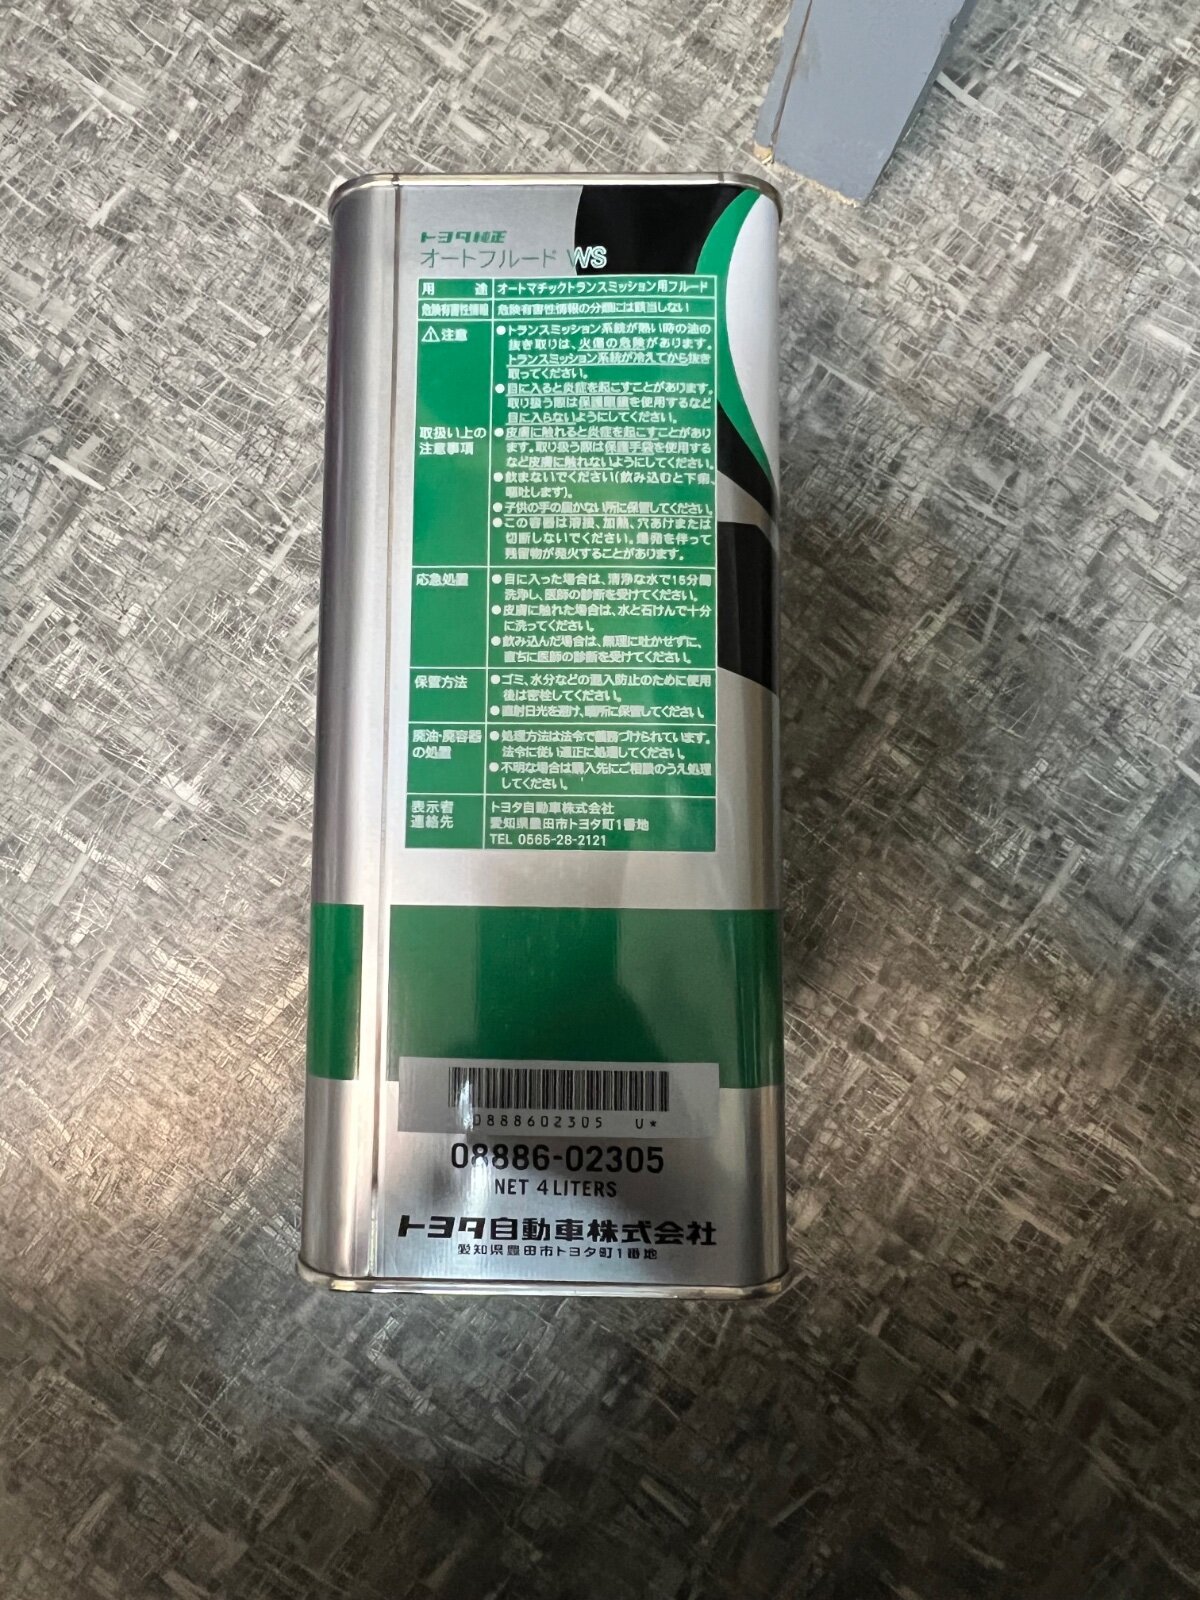 トヨタ純正
オートフルード WS
用 途 オートマチックトランスミッション用フルード
危険有害性情報 危険有害性情報の分類には該当しない
⚠注意
取扱い上の
注意事項
●トランスミッション系統が熱い時の油の
抜き取りは、火傷の危険があります。
トランスミッション系統が冷えてから抜き
取ってください。
●目に入ると炎症を起こすことがあります。
取り扱う際は保護眼鏡を使用するなど
目に入らないようにしてください。
●皮膚に触れると炎症を起こすことがあり
ます。取り扱う際は保護手袋を使用する
など皮膚に触れないようにしてください。
●飲まないでください(飲み込むと下痢、
嘔吐します)。
●子供の手の届かない所に保管してください。
●この容器は溶接、加熱、穴あけまたは
切断しないでください。爆発を伴って
残留物が発火することがあります。
応急処置
●目に入った場合は、清浄な水で15分間
洗浄し、医師の診断を受けてください。
●皮膚に触れた場合は、水と石けんで十分
に洗ってください。
●飲み込んだ場合は、無理に吐かせずに、
直ちに医師の診断を受けてください。
保管方法
●ゴミ、水分などの混入防止のために使用
後は密栓してください。
●直射日光を避け、暗所に保管してください。
廃油・廃容器
の処置
●処理方法は法令で義務づけられています。
法令に従い適正に処理してください。
●不明な場合は購入先にご相談のうえ処理
してください。
表示者
連絡先
トヨタ自動車株式会社
愛知県豊田市トヨタ町1番地
TEL 0565-28-2121
0888602305 U*
08886-02305
NET 4 LITERS
トヨタ自動車株式会社
愛知県豊田市トヨタ町1番地